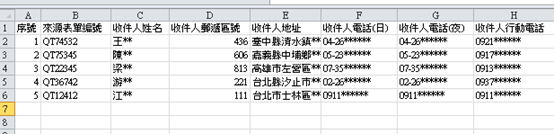 A B C D E F G H
1 序號 來源表單編號 收件人姓名 收件人郵遞區號 收件人地址 收件人電話(日) 收件人電話(夜) 收件人行動電話
2 1 QT74532 王** 436 臺中縣清水鎮** 04-26****** 04-26****** 0921******
3 2 QT75345 陳** 606 嘉義縣中埔鄉** 05-23****** 05-23****** 0917******
4 3 QT22345 梁** 813 高雄市左營區** 07-35****** 07-35****** 0913******
5 4 QT36742 游** 221 台北縣汐止市** 02-26****** 02-26****** 0937******
6 5 QT12412 江** 111 台北市士林區** 0911****** 0911****** 0911******
7
8